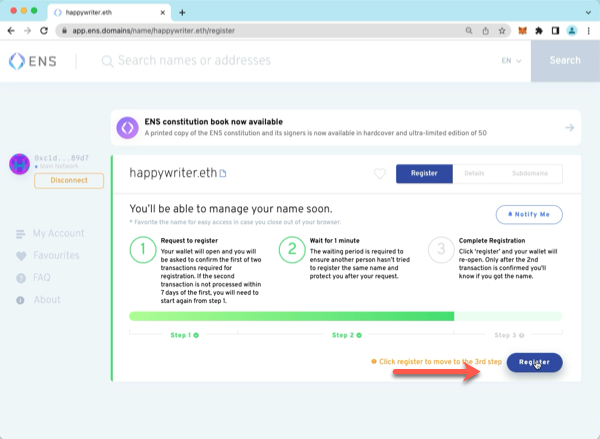 happywriter.eth
app.ens.domains/name/happywriter.eth/register
ENS
Search names or addresses
EN
Search
ENS constitution book now available
A printed copy of the ENS constitution and its signers is now available in hardcover and ultra-limited edition of 50
0xc1d...89d7
Main Network
Disconnect
My Account
Favourites
FAQ
About
happywriter.eth
Register
Details
Subdomains
You'll be able to manage your name soon.
* Favorite the name for easy access in case you close out of your browser.
Notify Me
1
Request to register
Your wallet will open and you will
be asked to confirm the first of two
transactions required for
registration. If the second
transaction is not processed within
7 days of the first, you will need to
start again from step 1.
2
Wait for 1 minute
The waiting period is required to
ensure another person hasn't tried
to register the same name and
protect you after your request.
3
Complete Registration
Click 'register' and your wallet will
re-open. Only after the 2nd
transaction is confirmed you'll
know if you got the name.
Step 1
Step 2
Step 3
Click register to move to the 3rd step
Register